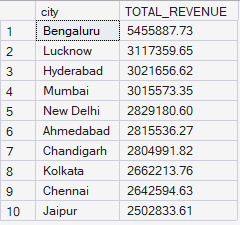 city TOTAL_REVENUE
1 Bengaluru 5455887.73
2 Lucknow 3117359.65
3 Hyderabad 3021656.62
4 Mumbai 3015573.35
5 New Delhi 2829180.60
6 Ahmedabad 2815536.27
7 Chandigarh 2804991.82
8 Kolkata 2662213.76
9 Chennai 2642594.63
10 Jaipur 2502833.61